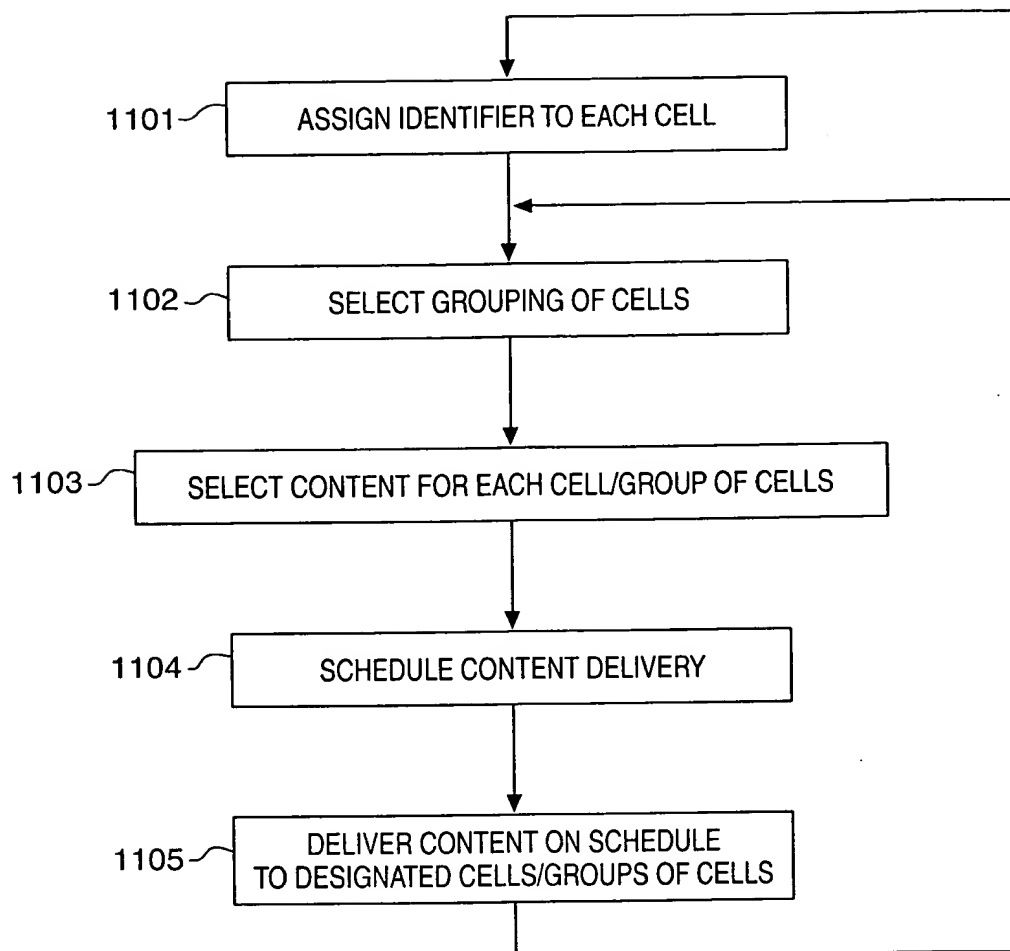 1101
ASSIGN IDENTIFIER TO EACH CELL
1102
SELECT GROUPING OF CELLS
1103
SELECT CONTENT FOR EACH CELL/GROUP OF CELLS
1104
SCHEDULE CONTENT DELIVERY
1105
DELIVER CONTENT ON SCHEDULE
TO DESIGNATED CELLS/GROUPS OF CELLS